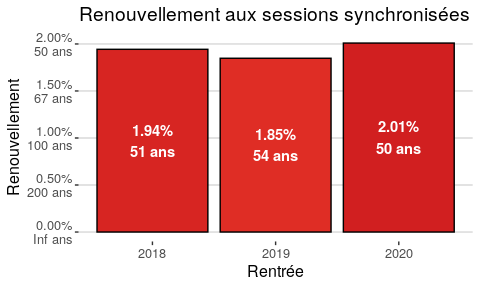 Renouvellement aux sessions synchronisées
Renouvellement
2.00%
50 ans
1.50%
67 ans
1.00%
100 ans
0.50%
200 ans
0.00%
Inf ans
1.94%
51 ans
1.85%
54 ans
2.01%
50 ans
2018
2019
2020
Rentrée